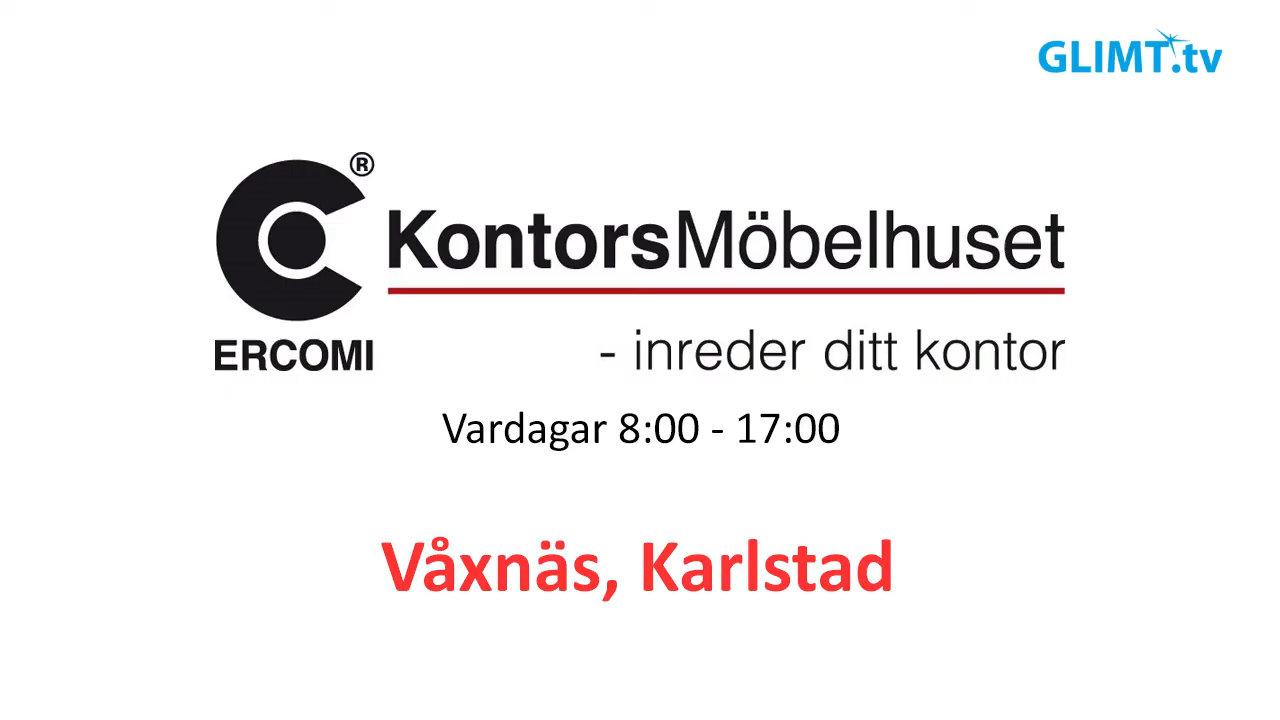 GLIMT.tv
®
KontorsMöbelhuset
ERCOMI
- inreder ditt kontor
Vardagar 8:00 - 17:00
Våxnäs, Karlstad